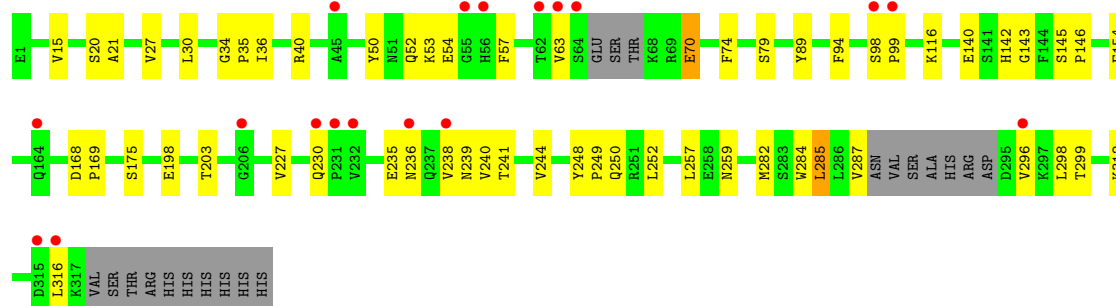 E1 V15 S20 A21 V27 L30 G34 P35 I36 R40 A45 Y50 N51 Q52 K53 E54 G55 H56 F57 T62 V63 S64 GLU SER THR K68 R69 E70 F74 S79 Y89 F94 S98 P99 K116 E140 S141 H142 G143 F144 S145 P146
Q164 D168 P169 S175 E198 T203 G206 V227 Q230 P231 V232 E235 N236 Q237 V238 N239 V240 T241 V244 Y248 P249 Q250 R251 L252 L257 E258 N259 M282 S283 W284 L285 L286 V287 ASN VAL SER ALA HIS ARG ASP D295 V296 K297 L298 T299
D315 L316 K317 VAL SER THR ARG HIS HIS HIS HIS HIS HIS